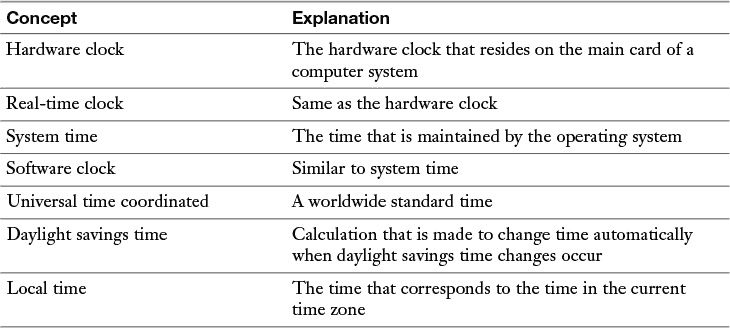 Concept Explanation
Hardware clock The hardware clock that resides on the main card of a
computer system
Real-time clock Same as the hardware clock
System time The time that is maintained by the operating system
Software clock Similar to system time
Universal time coordinated A worldwide standard time
Daylight savings time Calculation that is made to change time automatically
when daylight savings time changes occur
Local time The time that corresponds to the time in the current
time zone